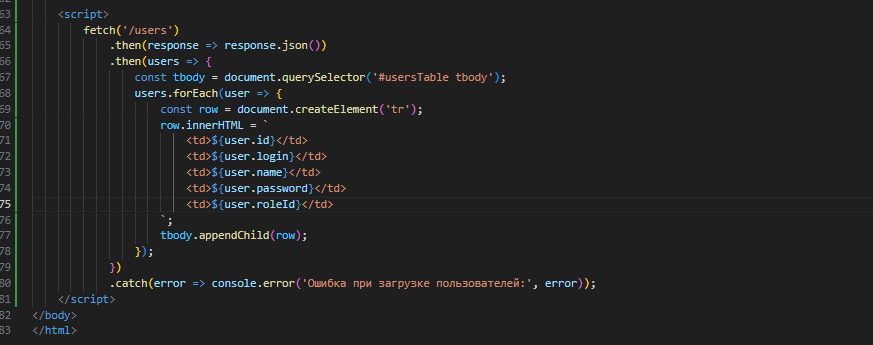 63 <script>
64 fetch('/users')
65 .then(response => response.json())
66 .then(users => {
67 const tbody = document.querySelector('#usersTable tbody');
68 users.forEach(user => {
69 const row = document.createElement('tr');
70 row.innerHTML = `
71 <td>${user.id}</td>
72 <td>${user.login}</td>
73 <td>${user.name}</td>
74 <td>${user.password}</td>
75 <td>${user.roleId}</td>
76 `;
77 tbody.appendChild(row);
78 });
79 })
80 .catch(error => console.error('Ошибка при загрузке пользователей:', error));
81 </script>
82 </body>
83 </html>